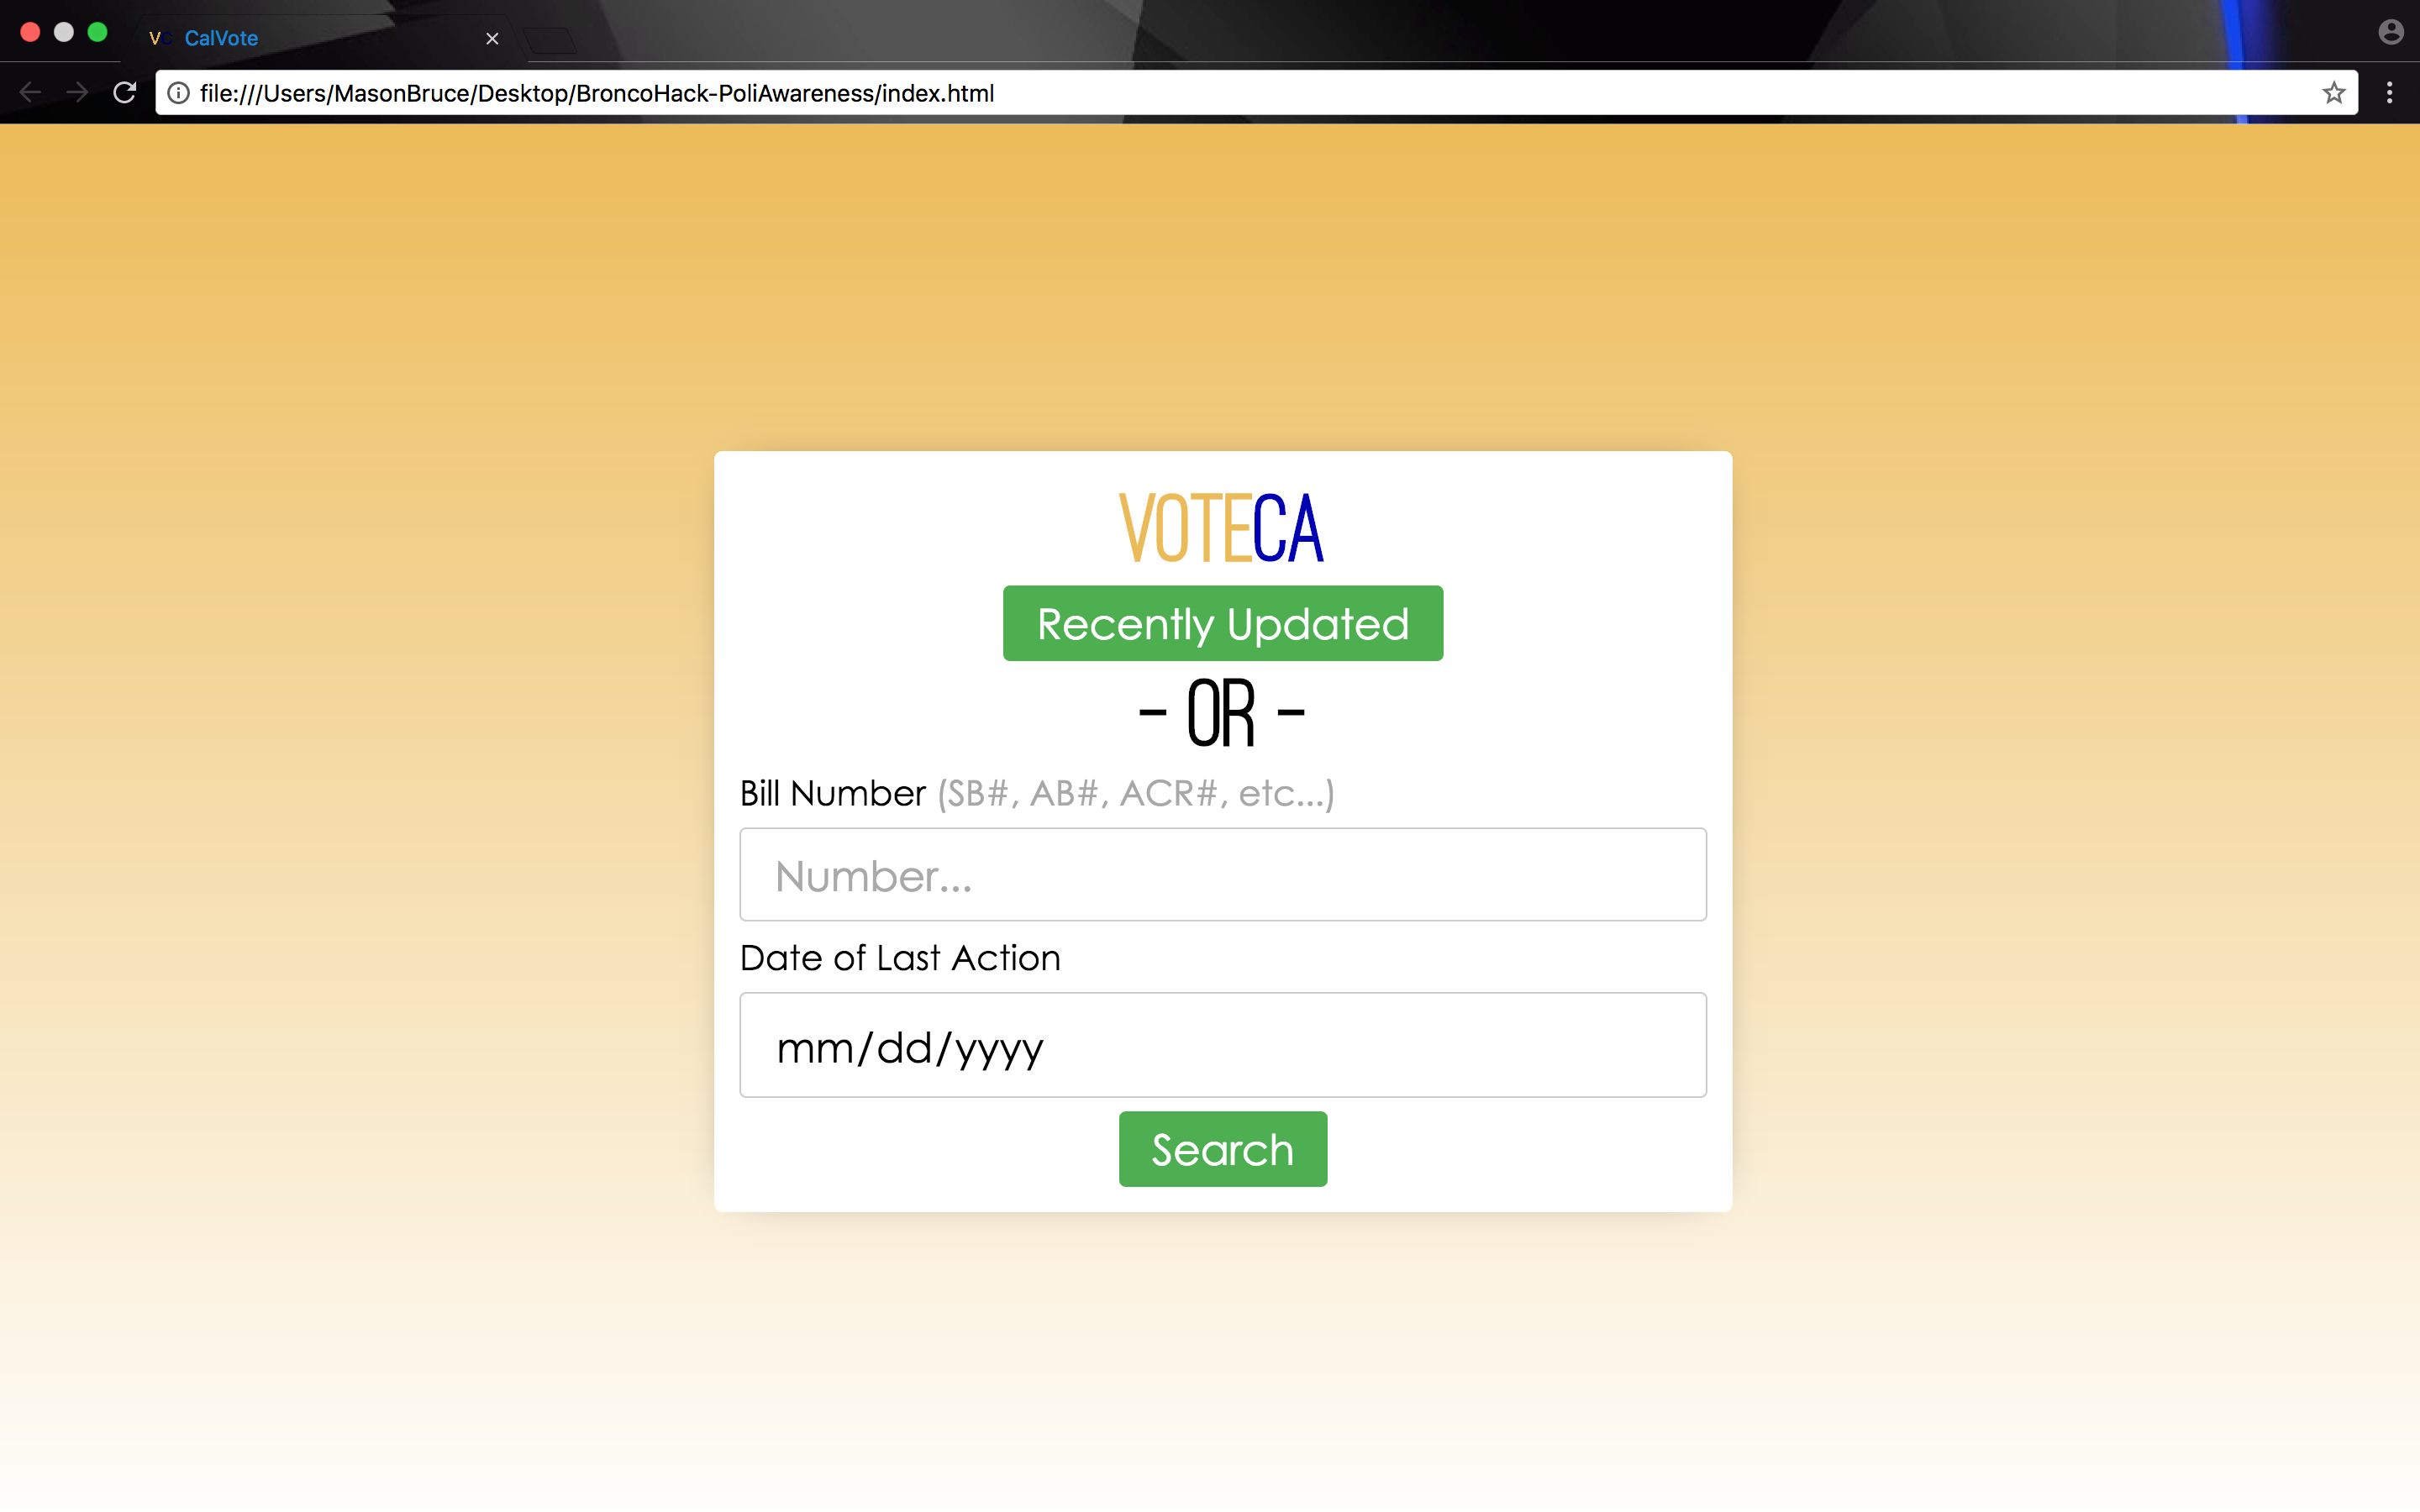 VC CalVote
file:///Users/MasonBruce/Desktop/BroncoHack-PoliAwareness/index.html
VOTECA
Recently Updated
- OR -
Bill Number (SB#, AB#, ACR#, etc...)
Number...
Date of Last Action
mm/dd/yyyy
Search